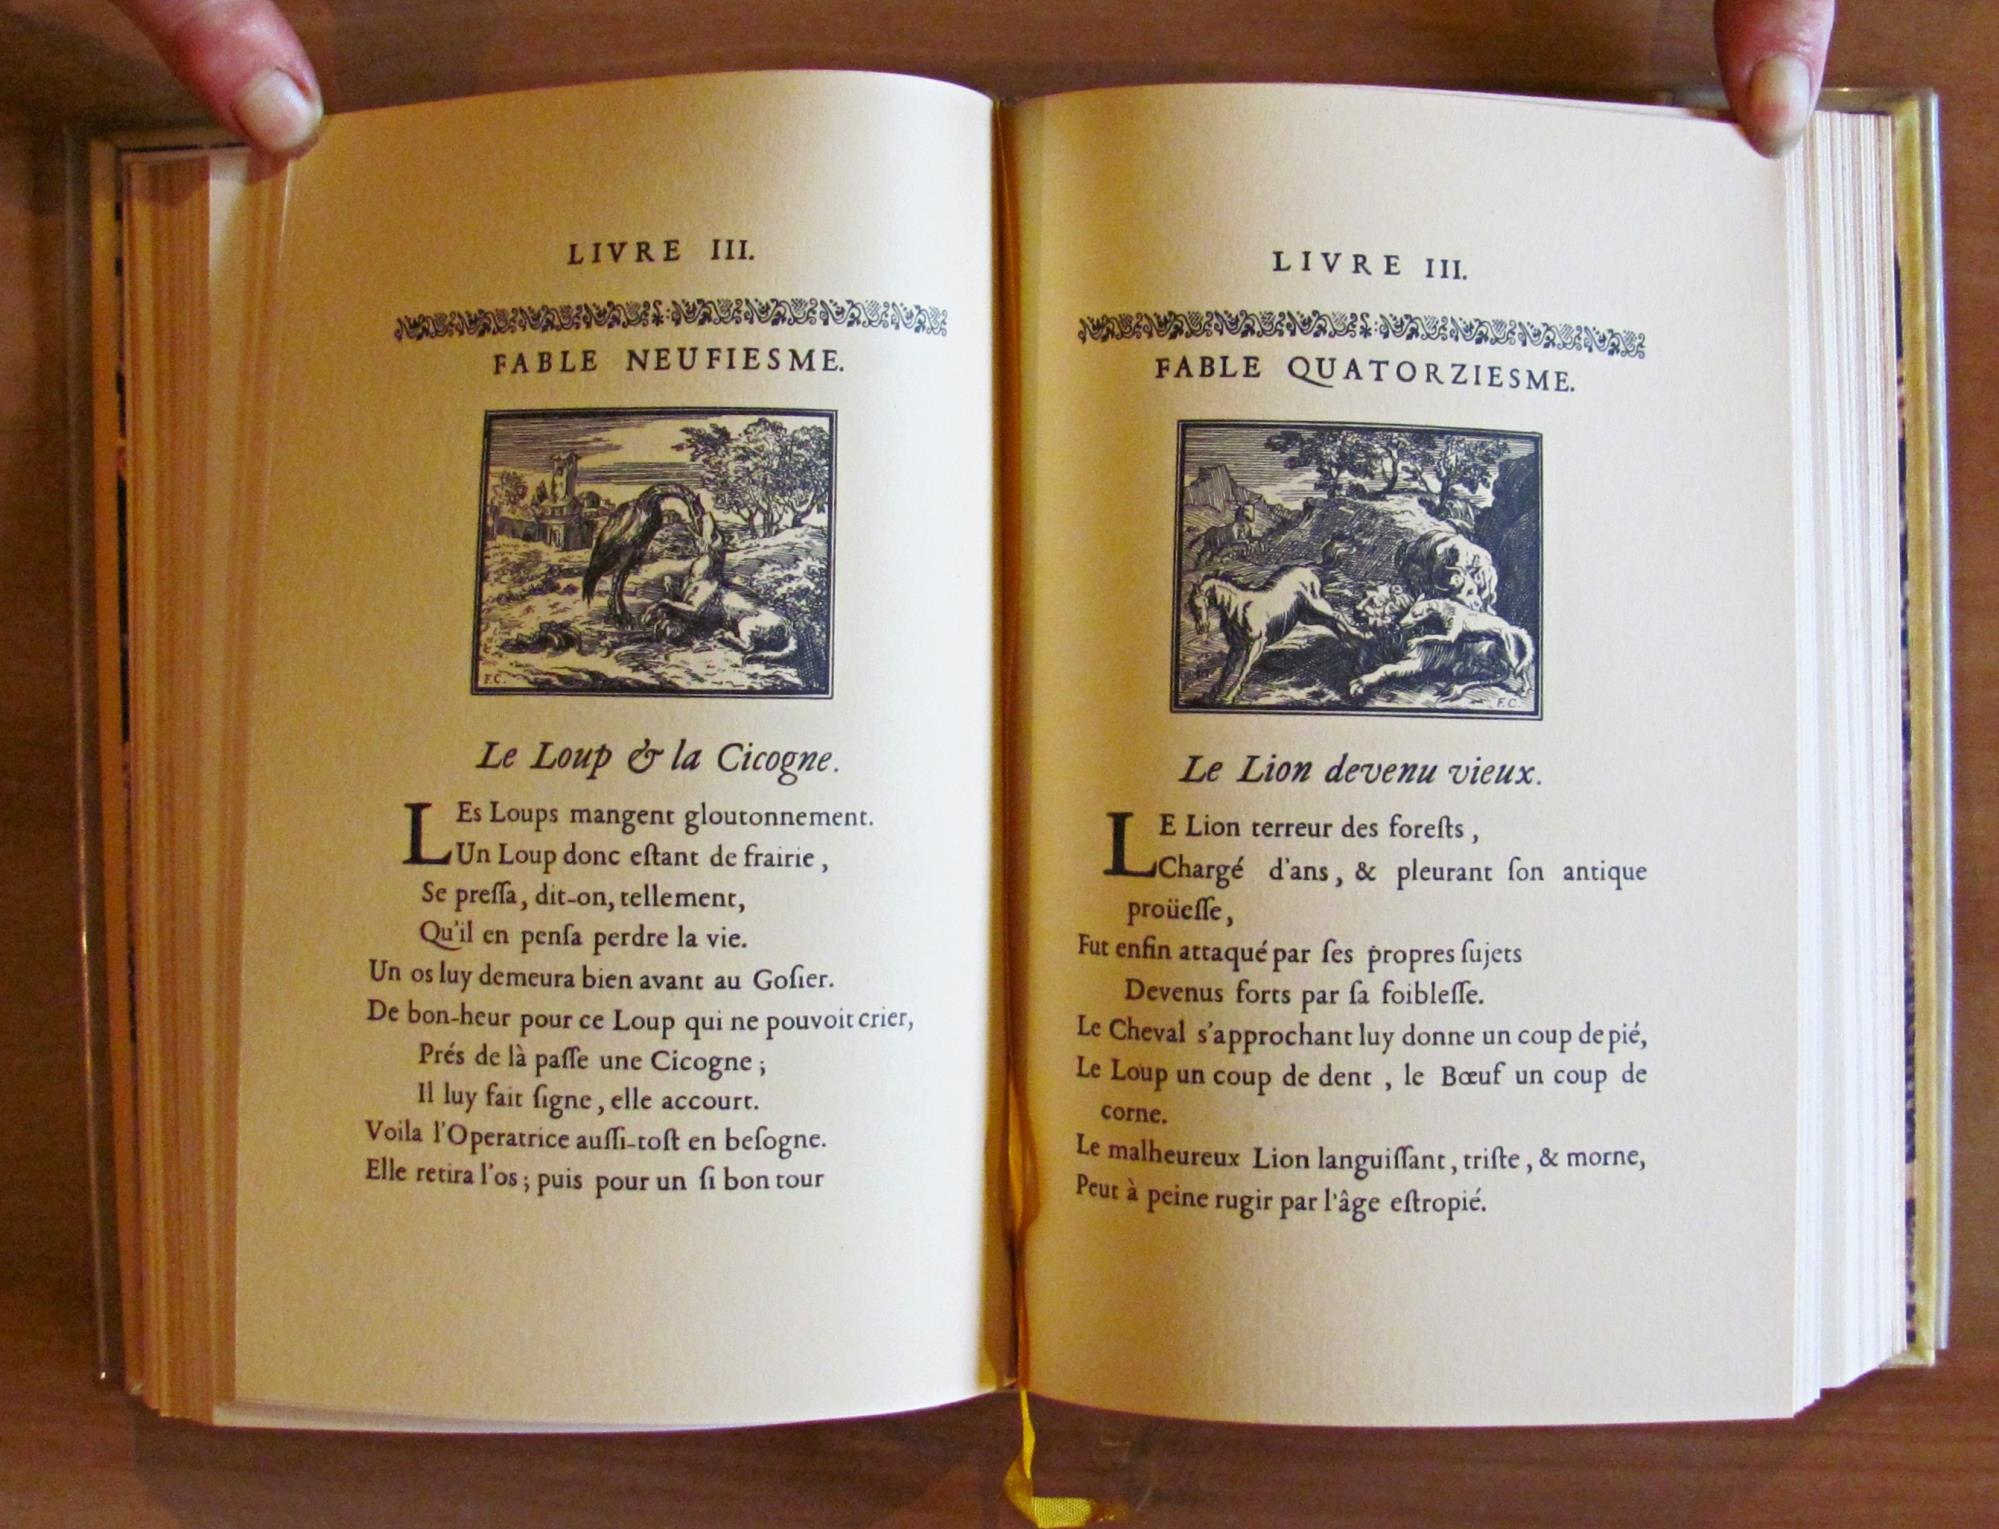 LIVRE III.
FABLE NEUFIESME.
F.C.
Le Loup & la Cicogne.
LEs Loups mangent gloutonnement.
Un Loup donc eſtant de frairie,
Se preſſa, dit-on, tellement,
Qu'il en penſa perdre la vie.
Un os luy demeura bien avant au Goſier.
De bon-heur pour ce Loup qui ne pouvoit crier,
Prés de là paſſe une Cicogne;
Il luy fait ſigne, elle accourt.
Voila l'Operatrice auſſi-toſt en beſogne.
Elle retira l'os; puis pour un ſi bon tour
LIVRE III.
FABLE QUATORZIESME.
F.C.
Le Lion devenu vieux.
LE Lion terreur des foreſts,
Chargé d'ans, & pleurant ſon antique
proüeſſe,
Fut enfin attaqué par ſes propres ſujets
Devenus forts par ſa foibleſſe.
Le Cheval s'approchant luy donne un coup de pié,
Le Loup un coup de dent, le Bœuf un coup de
corne.
Le malheureux Lion languiſſant, triſte, & morne,
Peut à peine rugir par l'âge eſtropié.